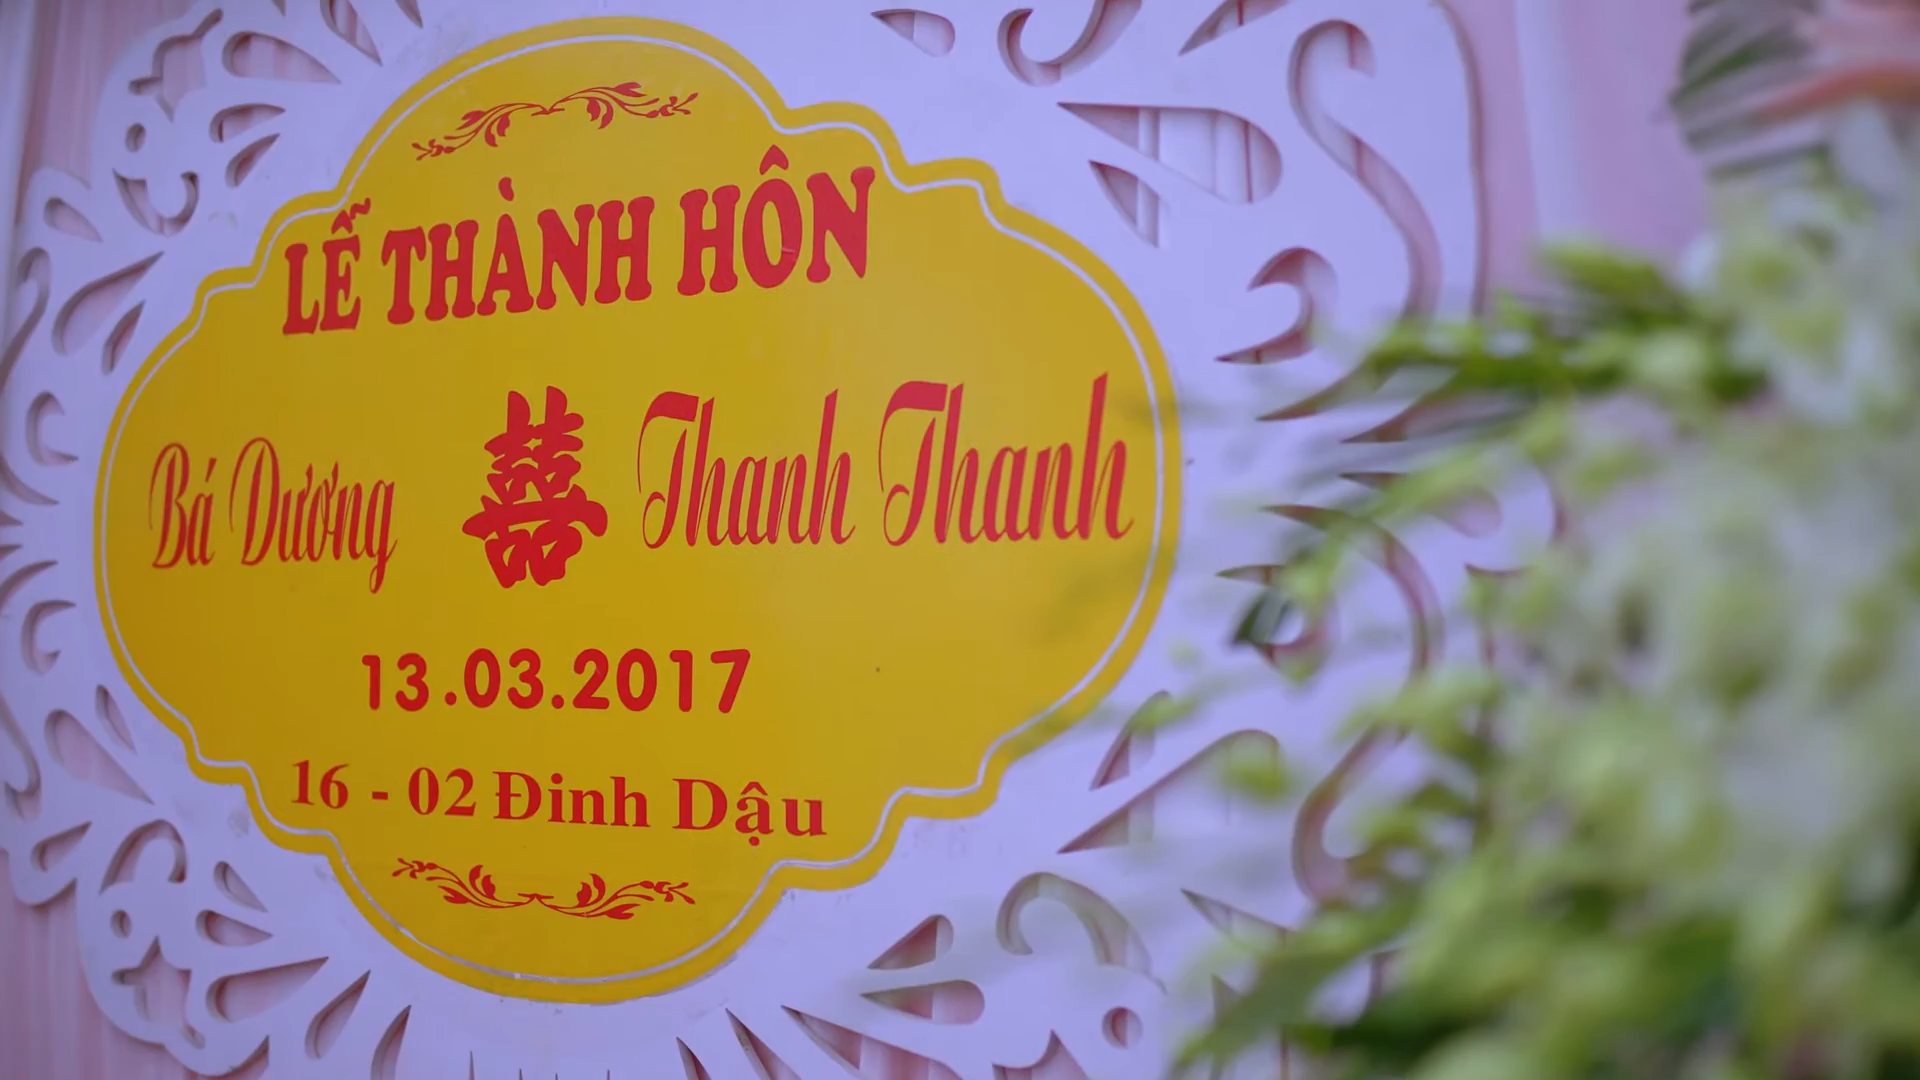 LỄ THÀNH HÔN
Bá Dương 囍 Thanh Thanh
13.03.2017
16 - 02 Đinh Dậu